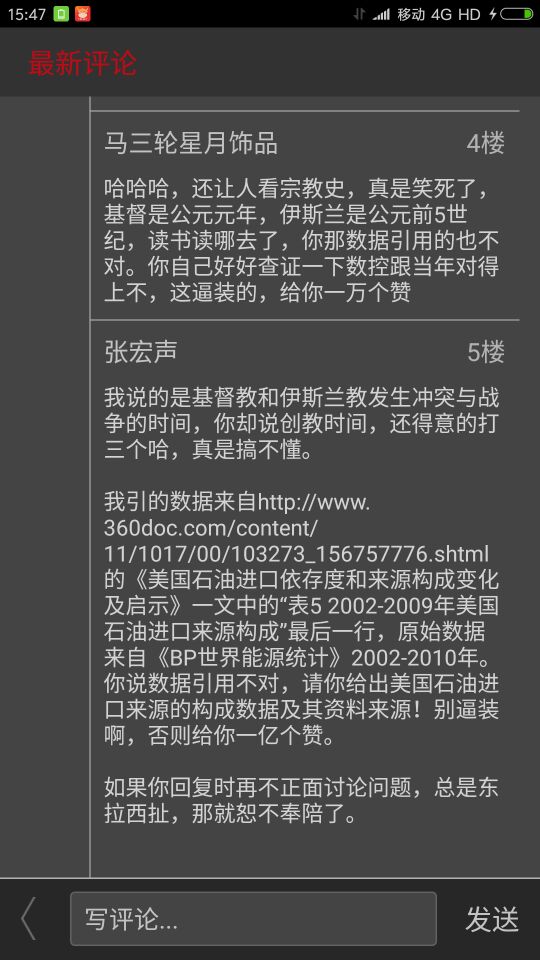 15:47
移动 4G HD
最新评论
马三轮星月饰品 4楼
哈哈哈，还让人看宗教史，真是笑死了，
基督是公元元年，伊斯兰是公元前5世
纪，读书读哪去了，你那数据引用的也不
对。你自己好好查证一下数控跟当年对得
上不，这逼装的，给你一万个赞
张宏声 5楼
我说的是基督教和伊斯兰教发生冲突与战
争的时间，你却说创教时间，还得意的打
三个哈，真是搞不懂。
我引的数据来自http://www.
360doc.com/content/
11/1017/00/103273_156757776.shtml
的《美国石油进口依存度和来源构成变化
及启示》一文中的“表5 2002-2009年美国
石油进口来源构成”最后一行，原始数据
来自《BP世界能源统计》2002-2010年。
你说数据引用不对，请你给出美国石油进
口来源的构成数据及其资料来源！别逼装
啊，否则给你一亿个赞。
如果你回复时再不正面讨论问题，总是东
拉西扯，那就恕不奉陪了。
写评论... 发送